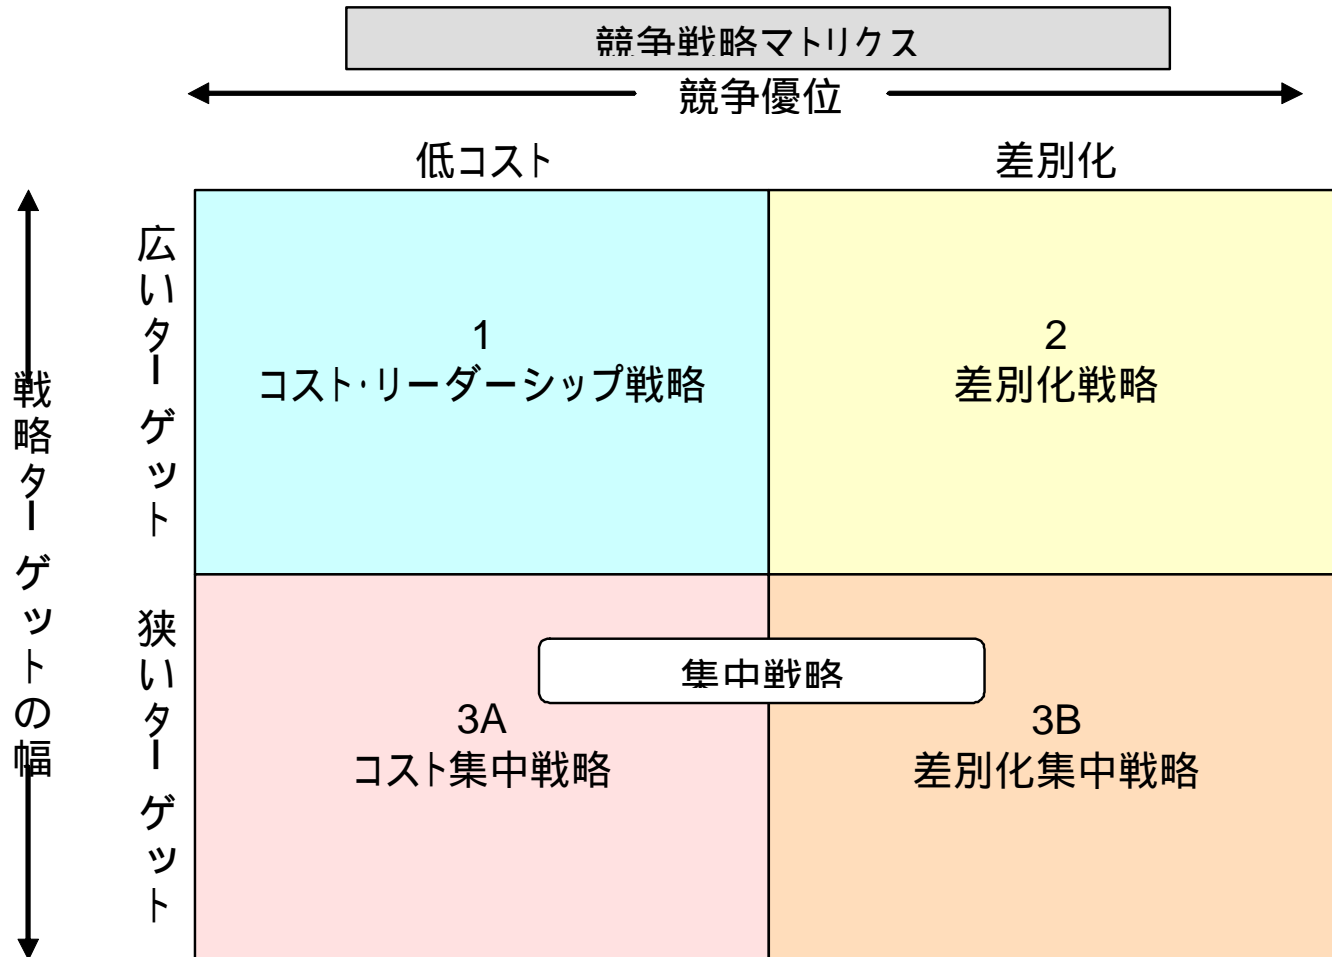 競争戦略マトリクス
競争優位
低コスト
差別化
戦略ターゲットの幅
広いターゲット
1
コスト・リーダーシップ戦略
2
差別化戦略
狭いターゲット
集中戦略
3A
コスト集中戦略
3B
差別化集中戦略